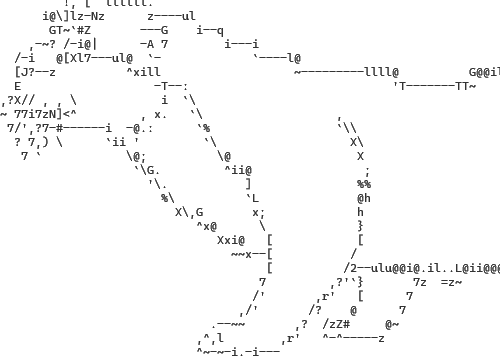 !, [  llllll.
i@\]lz-Nz      z----ul
GT~`#Z       ---G    i--q
,-~? /-i@|      -A 7        i---i
/-i   @[Xl7---ul@  `-             `----l@
[J?--z          ^xill                   ~---------llll@          G@@il
E                   -T--:                             'T-------TT~
,?X// , , \            i  `\
~ 77i7zN]<^         , x.   `\                   ,
7/',?7-#------i  -@.:      `%                  `\\
? 7,) \      `ii '         `\                   X\
7 `            \@;          \@                  X
`\G.         ^ii@                ;
'\.           ]               %%
%\          `L              @h
X\,G       x;             h
^x@      \             }
Xxi@   [            [
~~x--[           /
[          /2--ulu@@i@.il..L@ii@@@
7         ,?'`}       7z  =z~
/'       ,r'   [      7
,/'       /?    @      7
.--~~       ,?  /zZ#     @~
,^,l        ,r'   ^-^-----z
^~-~-i.-i---